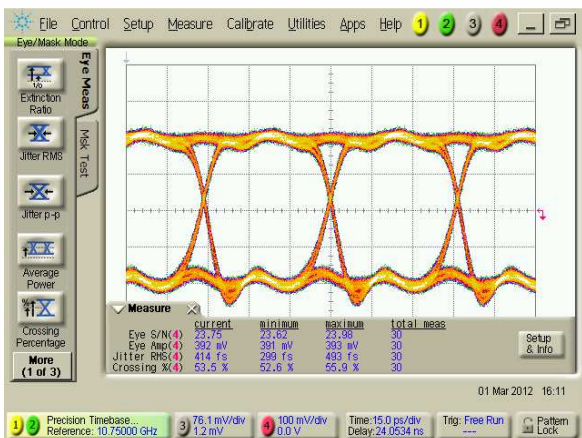 File Control Setup Measure Calibrate Utilities Apps Help 1 2 3 4
Eye/Mask Mode
Eye Meas
Msk Test
1/0
Extinction
Ratio
Jitter RMS
Jitter p-p
Average
Power
Crossing
Percentage
More
(1 of 3)
Measure
current minimum maximum total meas
Eye S/N(4) 23.75 23.62 23.98 30
Eye Amp(4) 392 mV 391 mV 393 mV 30
Jitter RMS(4) 414 fs 299 fs 493 fs 30
Crossing %(4) 53.5 % 52.6 % 55.9 % 30
Setup
& Info
01 Mar 2012 16:11
1 2 Precision Timebase...
Reference: 10.75000 GHz
3 76.1 mV/div
1.2 mV
4 100 mV/div
0.0 V
Time:15.0 ps/div
Delay:24.0534 ns
Trig: Free Run
---
Pattern
Lock